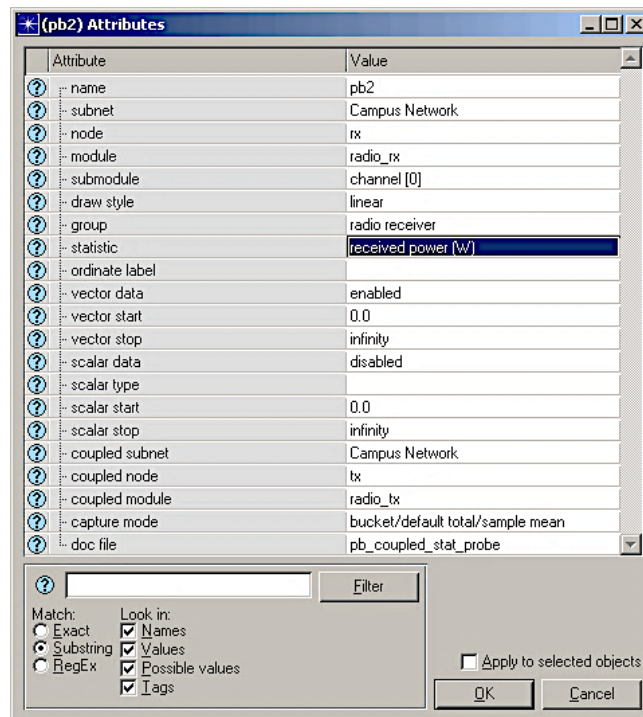 (pb2) Attributes
Attribute Value
? name pb2
? subnet Campus Network
? node rx
? module radio_rx
? submodule channel [0]
? draw style linear
? group radio receiver
? statistic received power (W)
? ordinate label
? vector data enabled
? vector start 0.0
? vector stop infinity
? scalar data disabled
? scalar type
? scalar start 0.0
? scalar stop infinity
? coupled subnet Campus Network
? coupled node tx
? coupled module radio_tx
? capture mode bucket/default total/sample mean
? doc file pb_coupled_stat_probe
? Filter
Match: Look in:
Exact Names
Substring Values
RegEx Possible values
Tags
Apply to selected objects
OK Cancel